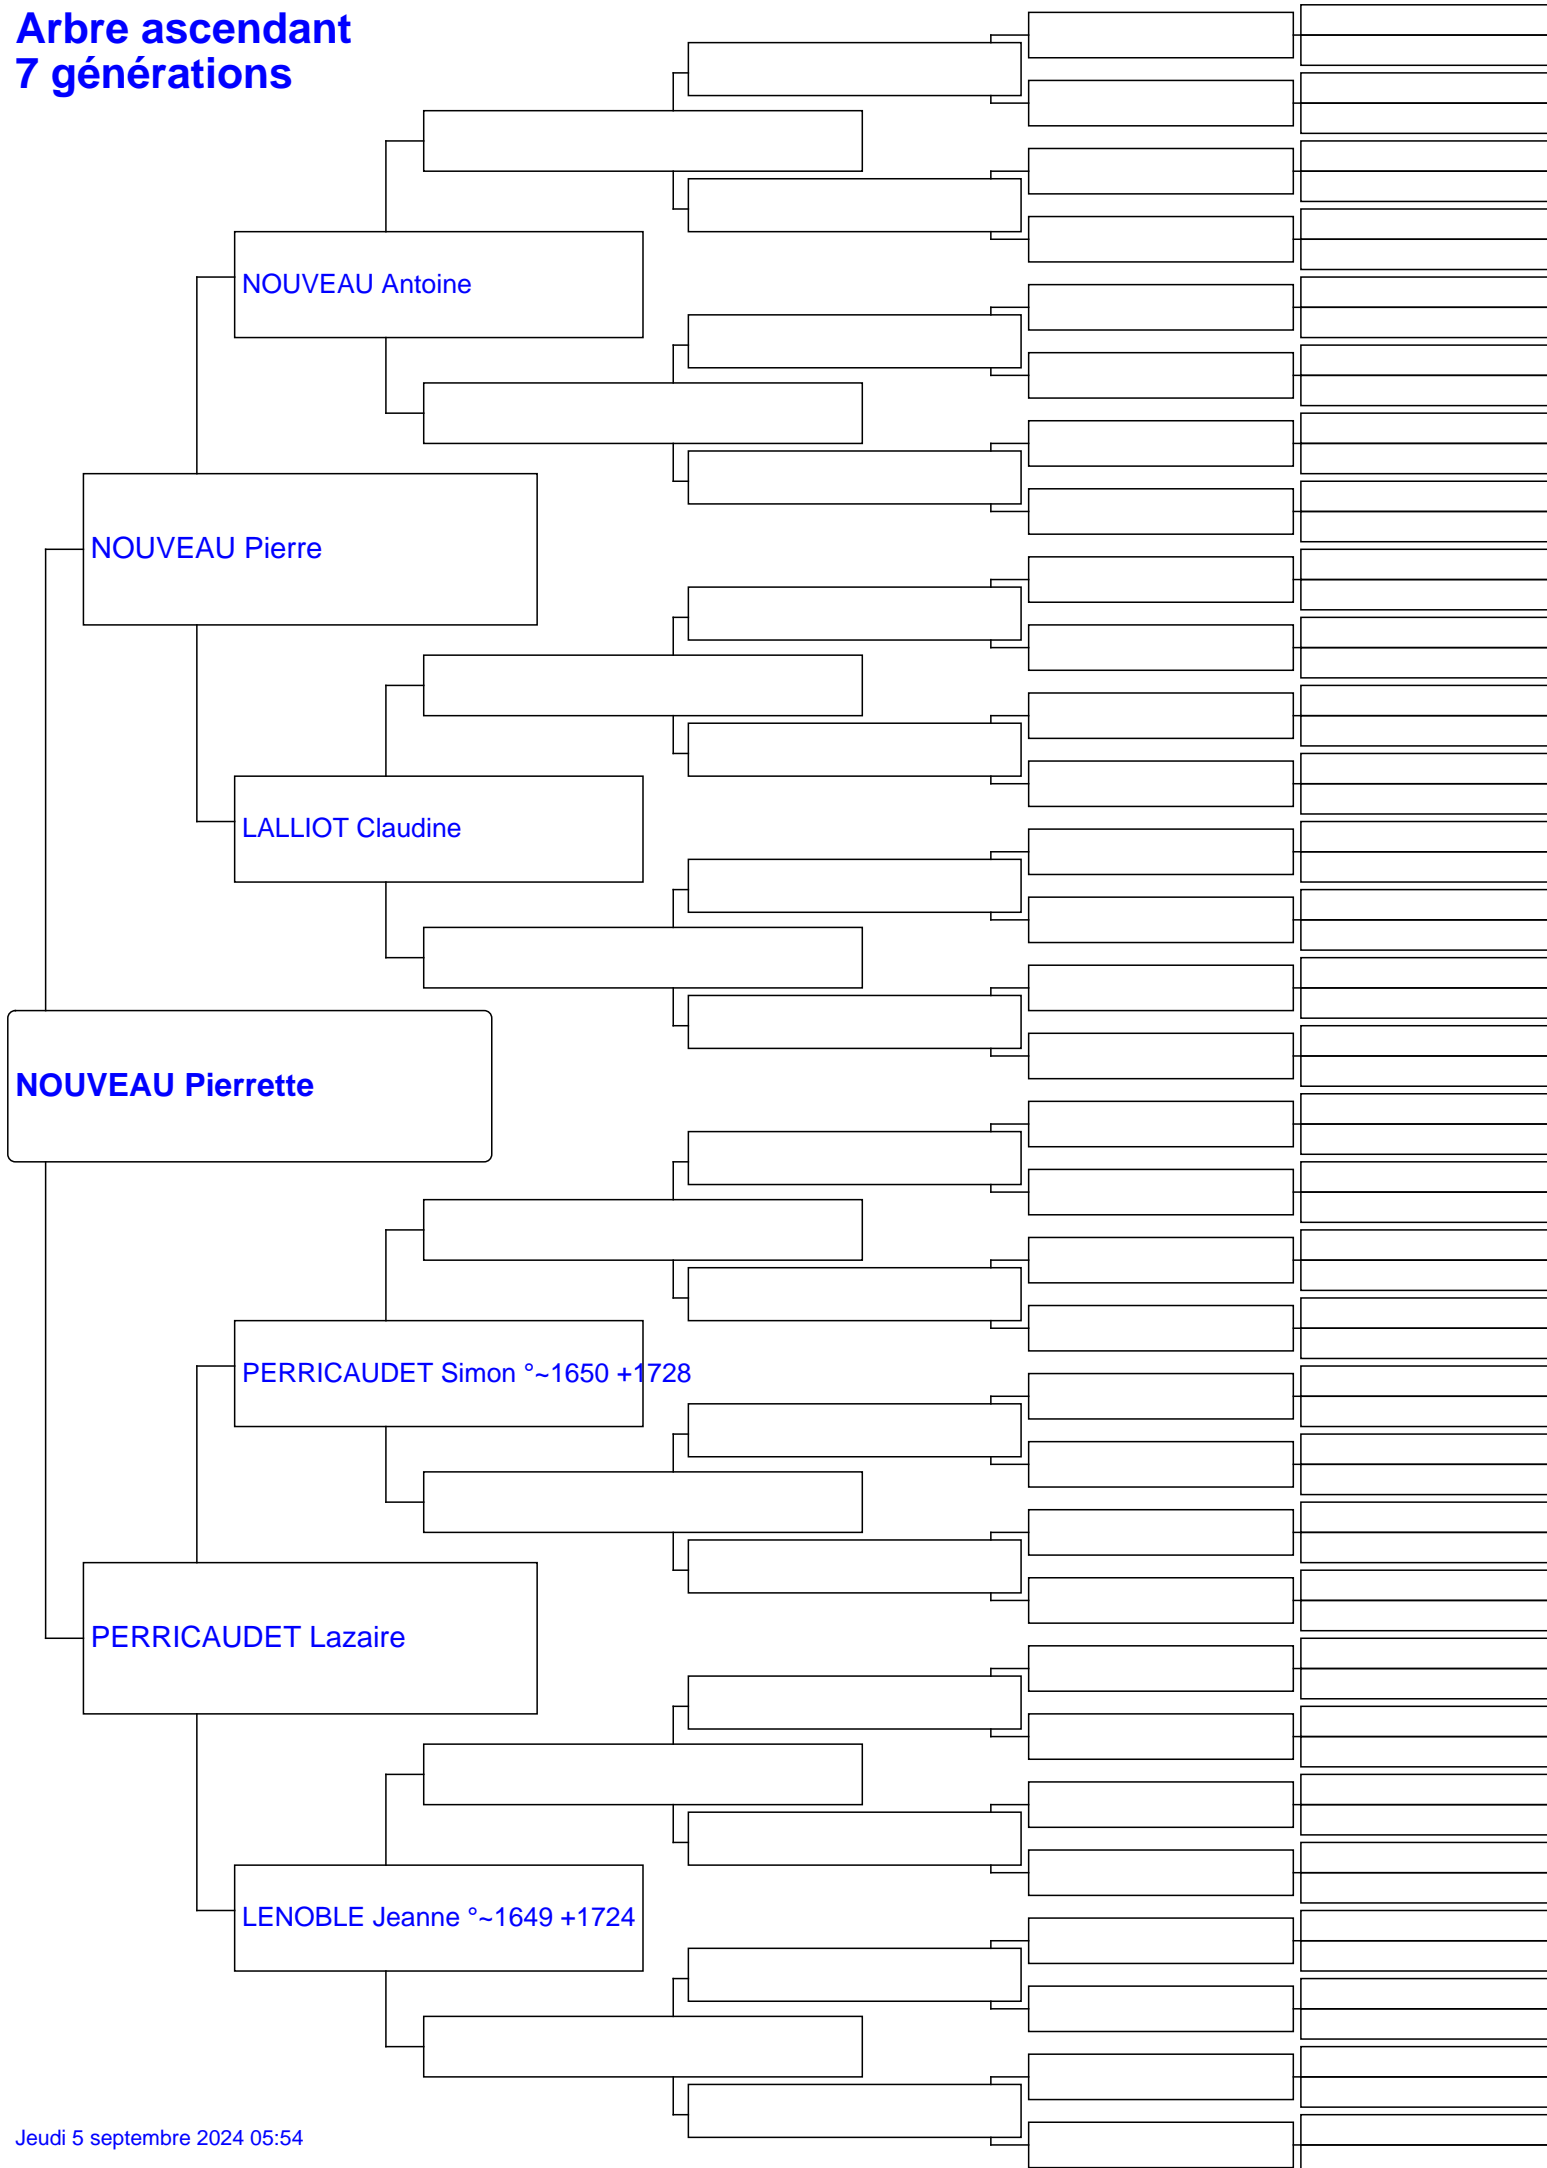 Arbre ascendant
7 générations
NOUVEAU Antoine
NOUVEAU Pierre
LALLIOT Claudine
NOUVEAU Pierrette
PERRICAUDET Simon °~1650 +1728
PERRICAUDET Lazaire
LENOBLE Jeanne °~1649 +1724
Jeudi 5 septembre 2024 05:54